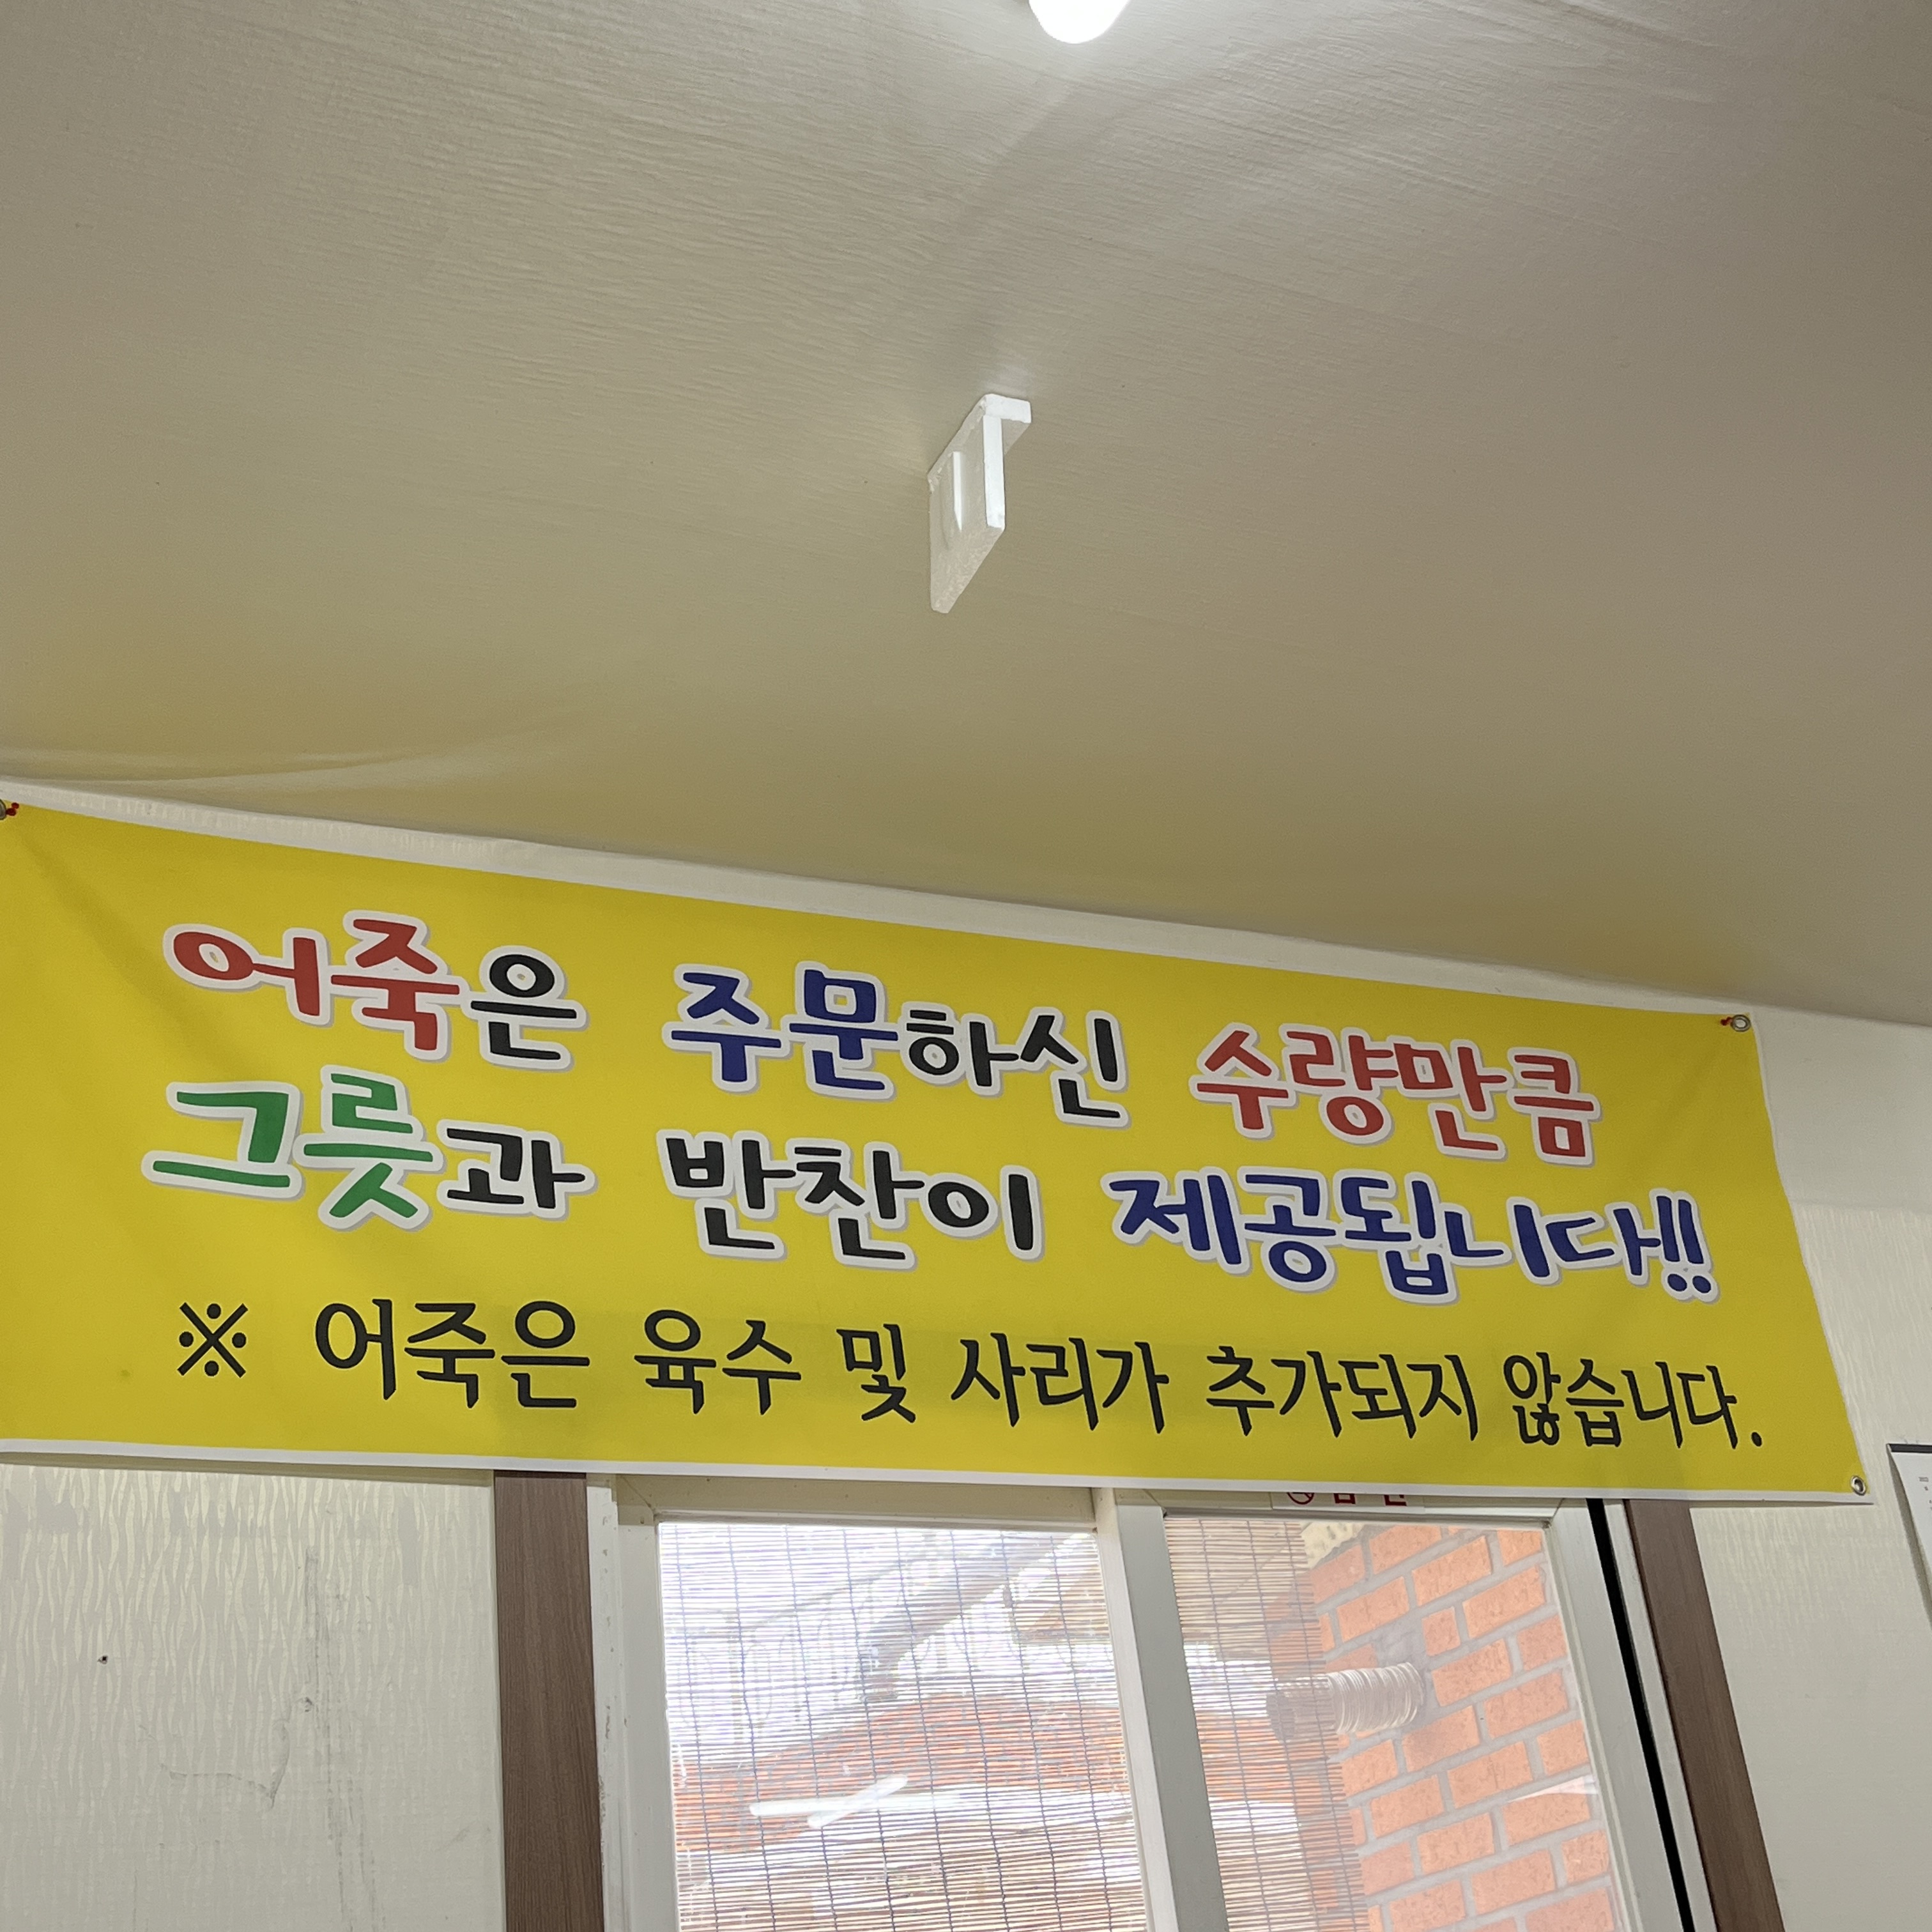 어죽은 주문하신 수량만큼
그릇과 반찬이 제공됩니다!!
※ 어죽은 육수 및 사리가 추가되지 않습니다.